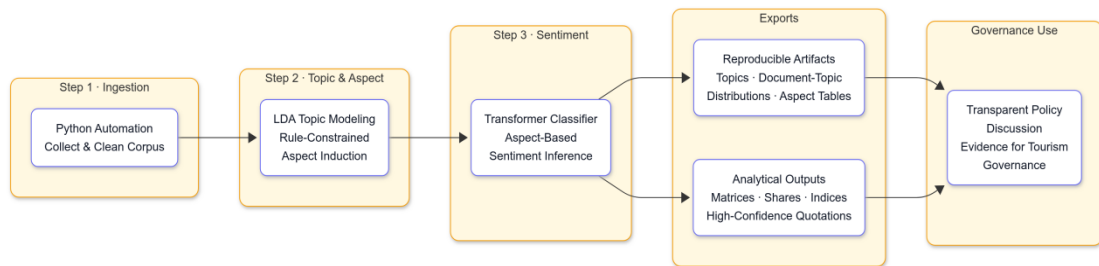 Step 1 · Ingestion
Python Automation
Collect & Clean Corpus
Step 2 · Topic & Aspect
LDA Topic Modeling
Rule-Constrained
Aspect Induction
Step 3 · Sentiment
Transformer Classifier
Aspect-Based
Sentiment Inference
Exports
Reproducible Artifacts
Topics · Document-Topic
Distributions · Aspect Tables
Analytical Outputs
Matrices · Shares · Indices
High-Confidence Quotations
Governance Use
Transparent Policy
Discussion
Evidence for Tourism
Governance